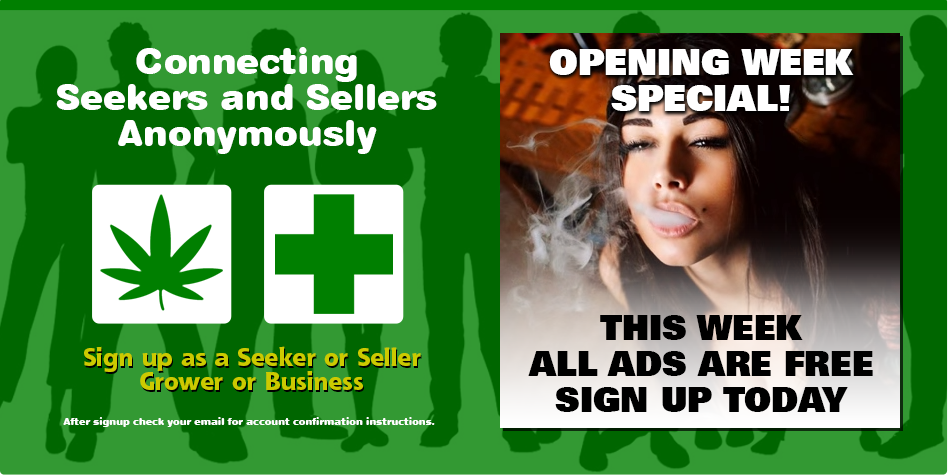 Connecting
Seekers and Sellers
Anonymously
Sign up as a Seeker or Seller
Grower or Business
After signup check your email for account confirmation instructions.
OPENING WEEK
SPECIAL!
THIS WEEK
ALL ADS ARE FREE
SIGN UP TODAY